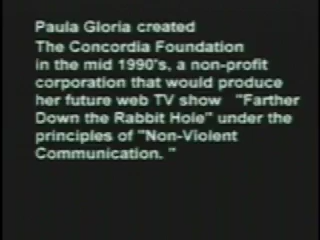 Paula Gloria created
The Concordia Foundation
in the mid 1990's, a non-profit
corporation that would produce
her future web TV show "Farther
Down the Rabbit Hole" under the
principles of "Non-Violent
Communication. "